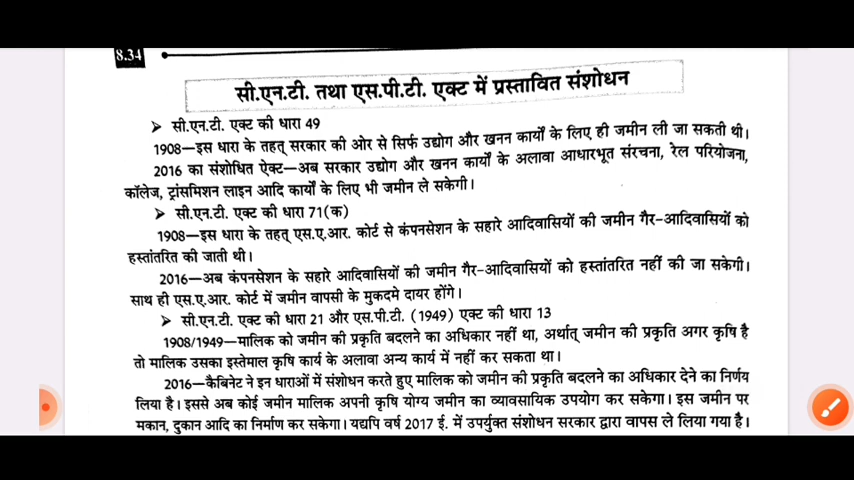 8.34
सी.एन.टी. तथा एस.पी.टी. एक्ट में प्रस्तावित संशोधन
➤ सी.एन.टी. एक्ट की धारा 49
1908–इस धारा के तहत् सरकार की ओर से सिर्फ उद्योग और खनन कार्यों के लिए ही जमीन ली जा सकती थी।
2016 का संशोधित ऐक्ट–अब सरकार उद्योग और खनन कार्यों के अलावा आधारभूत संरचना, रेल परियोजना,
कॉलेज, ट्रांसमिशन लाइन आदि कार्यों के लिए भी जमीन ले सकेगी।
➤ सी.एन.टी. एक्ट की धारा 71(क)
1908–इस धारा के तहत् एस.ए.आर. कोर्ट से कंपनसेशन के सहारे आदिवासियों की जमीन गैर-आदिवासियों को
हस्तांतरित की जाती थी।
2016–अब कंपनसेशन के सहारे आदिवासियों की जमीन गैर-आदिवासियों को हस्तांतरित नहीं की जा सकेगी।
साथ ही एस.ए.आर. कोर्ट में जमीन वापसी के मुकदमे दायर होंगे।
➤ सी.एन.टी. एक्ट की धारा 21 और एस.पी.टी. (1949) एक्ट की धारा 13
1908/1949–मालिक को जमीन की प्रकृति बदलने का अधिकार नहीं था, अर्थात् जमीन की प्रकृति अगर कृषि है
तो मालिक उसका इस्तेमाल कृषि कार्य के अलावा अन्य कार्य में नहीं कर सकता था।
2016–कैबिनेट ने इन धाराओं में संशोधन करते हुए मालिक को जमीन की प्रकृति बदलने का अधिकार देने का निर्णय
लिया है। इससे अब कोई जमीन मालिक अपनी कृषि योग्य जमीन का व्यावसायिक उपयोग कर सकेगा। इस जमीन पर
मकान, दुकान आदि का निर्माण कर सकेगा। यद्यपि वर्ष 2017 ई. में उपर्युक्त संशोधन सरकार द्वारा वापस ले लिया गया है।